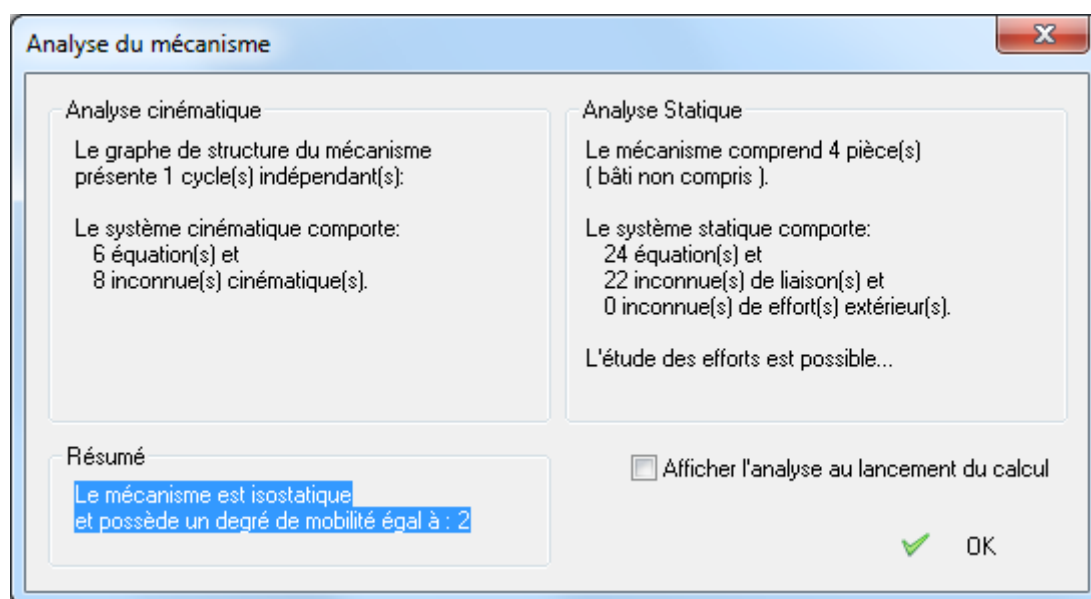 Analyse du mécanisme
Analyse cinématique
Le graphe de structure du mécanisme
présente 1 cycle(s) indépendant(s):
Le système cinématique comporte:
6 équation(s) et
8 inconnue(s) cinématique(s).
Analyse Statique
Le mécanisme comprend 4 pièce(s)
( bâti non compris ).
Le système statique comporte:
24 équation(s) et
22 inconnue(s) de liaison(s) et
0 inconnue(s) de effort(s) extérieur(s).
L'étude des efforts est possible...
Résumé
Le mécanisme est isostatique
et possède un degré de mobilité égal à : 2
Afficher l'analyse au lancement du calcul
OK